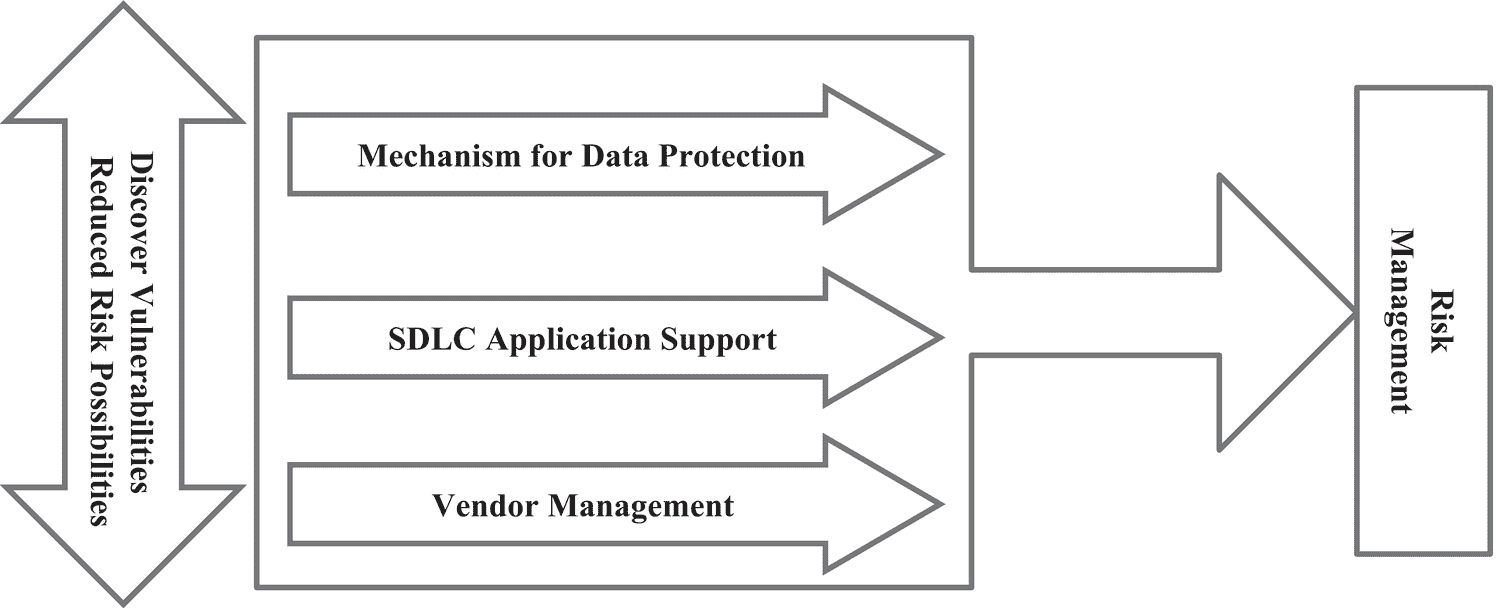 Discover Vulnerabilities
Reduced Risk Possibilities
Mechanism for Data Protection
SDLC Application Support
Vendor Management
Risk
Management